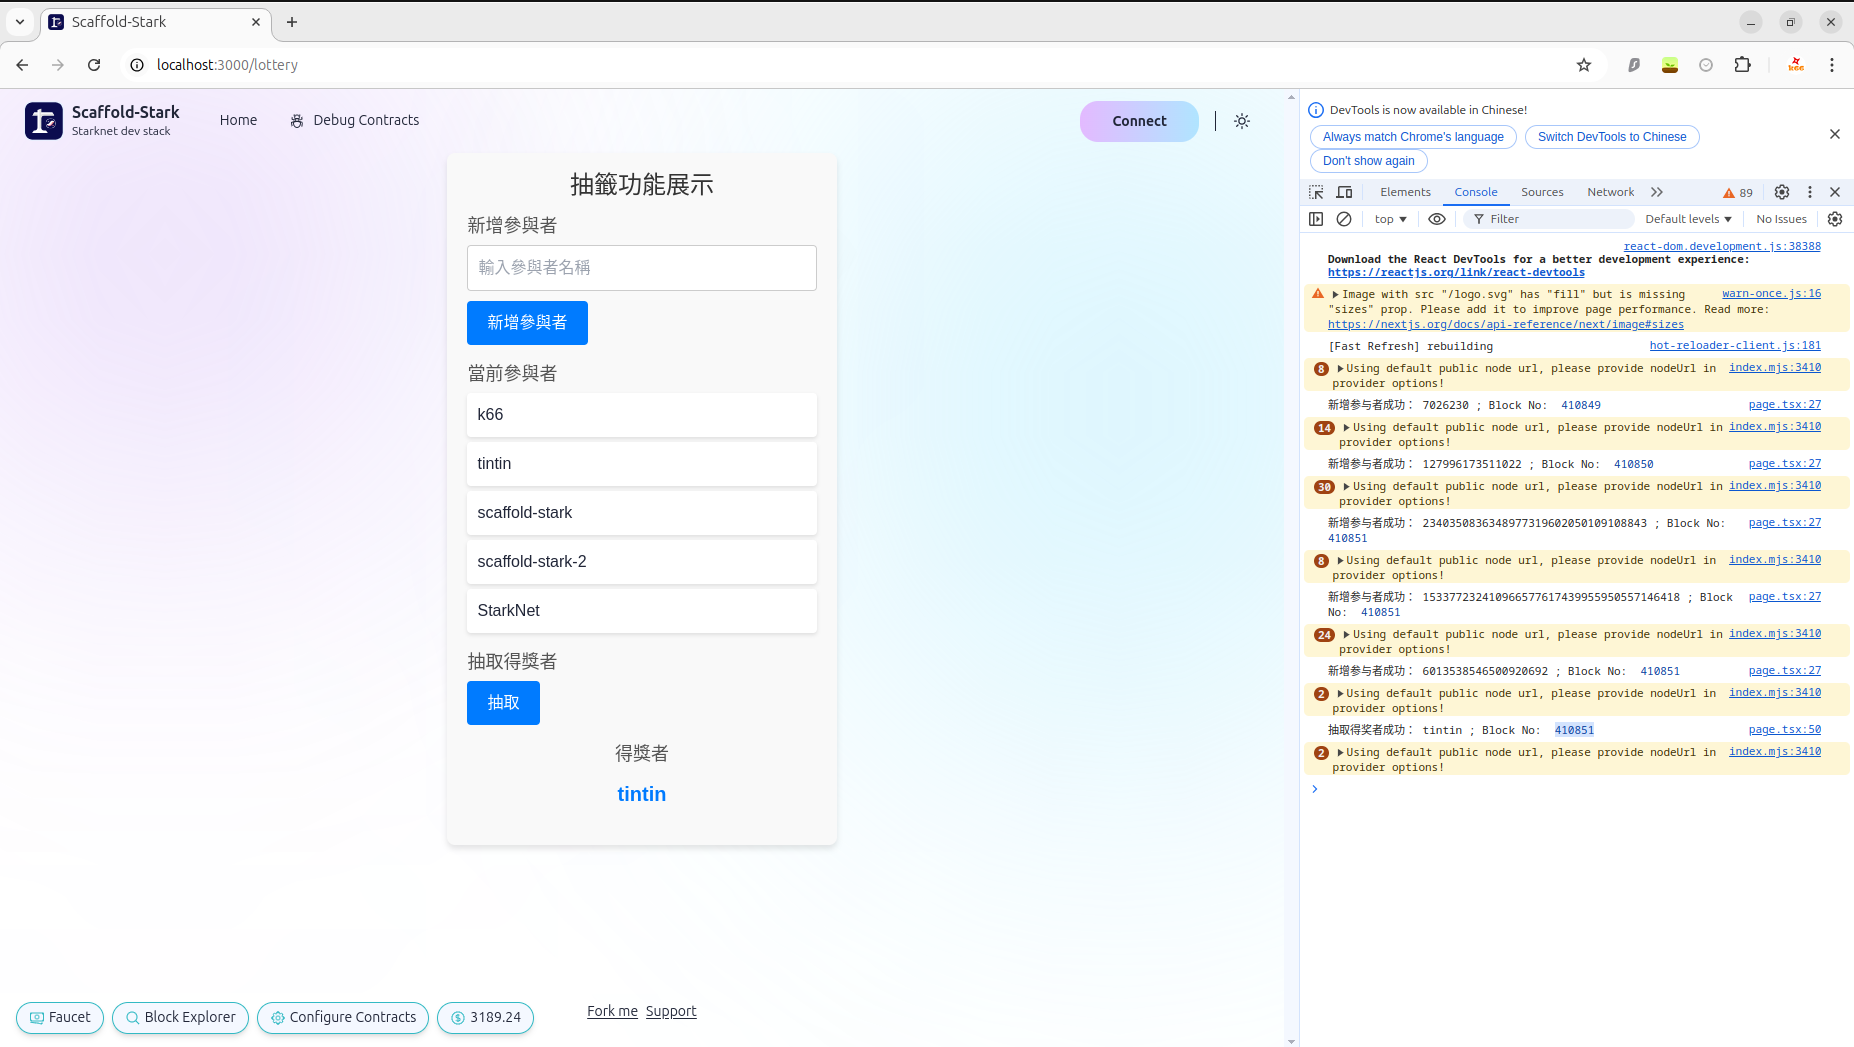 Scaffold-Stark
localhost:3000/lottery
Scaffold-Stark
Starknet dev stack
Home
Debug Contracts
Connect
抽籤功能展示
新增參與者
輸入參與者名稱
新增參與者
當前參與者
k66
tintin
scaffold-stark
scaffold-stark-2
StarkNet
抽取得獎者
抽取
得獎者
tintin
Faucet
Block Explorer
Configure Contracts
3189.24
Fork me
Support
DevTools is now available in Chinese!
Always match Chrome's language
Switch DevTools to Chinese
Don't show again
Elements
Console
Sources
Network
89
top
Filter
Default levels
No Issues
react-dom.development.js:38388
Download the React DevTools for a better development experience:
https://reactjs.org/link/react-devtools
Image with src "/logo.svg" has "fill" but is missing warn-once.js:16
"sizes" prop. Please add it to improve page performance. Read more:
https://nextjs.org/docs/api-reference/next/image#sizes
[Fast Refresh] rebuilding hot-reloader-client.js:181
8 Using default public node url, please provide nodeUrl in index.mjs:3410
provider options!
新增参与者成功： 7026230 ; Block No: 410849 page.tsx:27
14 Using default public node url, please provide nodeUrl in index.mjs:3410
provider options!
新增参与者成功： 127996173511022 ; Block No: 410850 page.tsx:27
30 Using default public node url, please provide nodeUrl in index.mjs:3410
provider options!
新增参与者成功： 2340350836348977319602050109108843 ; Block No: page.tsx:27
410851
8 Using default public node url, please provide nodeUrl in index.mjs:3410
provider options!
新增参与者成功： 153377232410966577617439955950557146418 ; Block page.tsx:27
No: 410851
24 Using default public node url, please provide nodeUrl in index.mjs:3410
provider options!
新增参与者成功： 6013538546500920692 ; Block No: 410851 page.tsx:27
2 Using default public node url, please provide nodeUrl in index.mjs:3410
provider options!
抽取得奖者成功： tintin ; Block No: 410851 page.tsx:50
2 Using default public node url, please provide nodeUrl in index.mjs:3410
provider options!